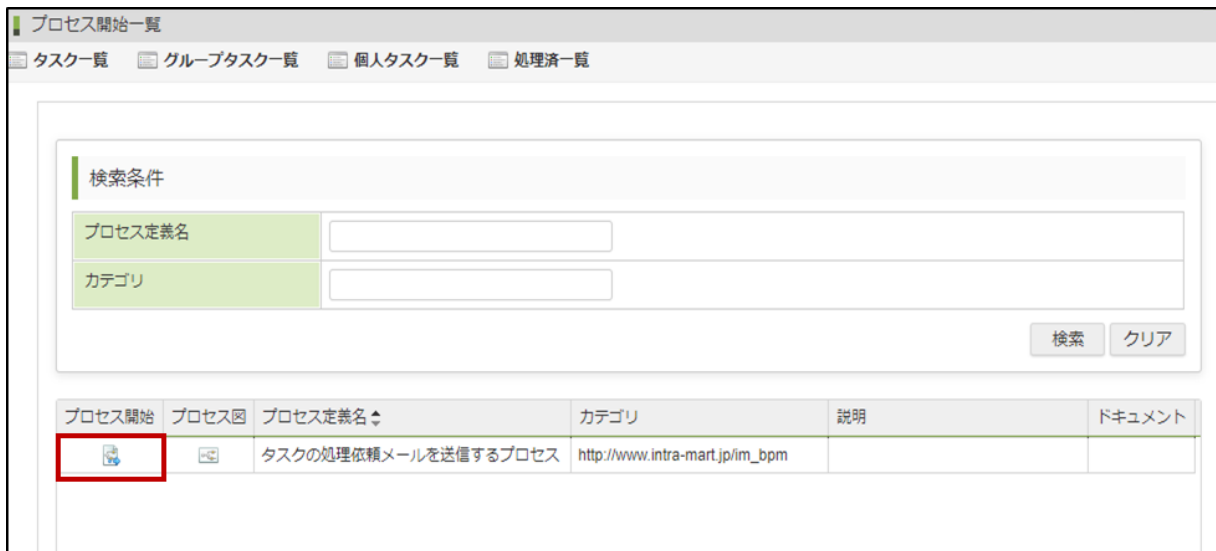 プロセス開始一覧
タスク一覧 グループタスク一覧 個人タスク一覧 処理済一覧
検索条件
プロセス定義名
カテゴリ
検索 クリア
プロセス開始 プロセス図 プロセス定義名 カテゴリ 説明 ドキュメント
タスクの処理依頼メールを送信するプロセス http://www.intra-mart.jp/im_bpm